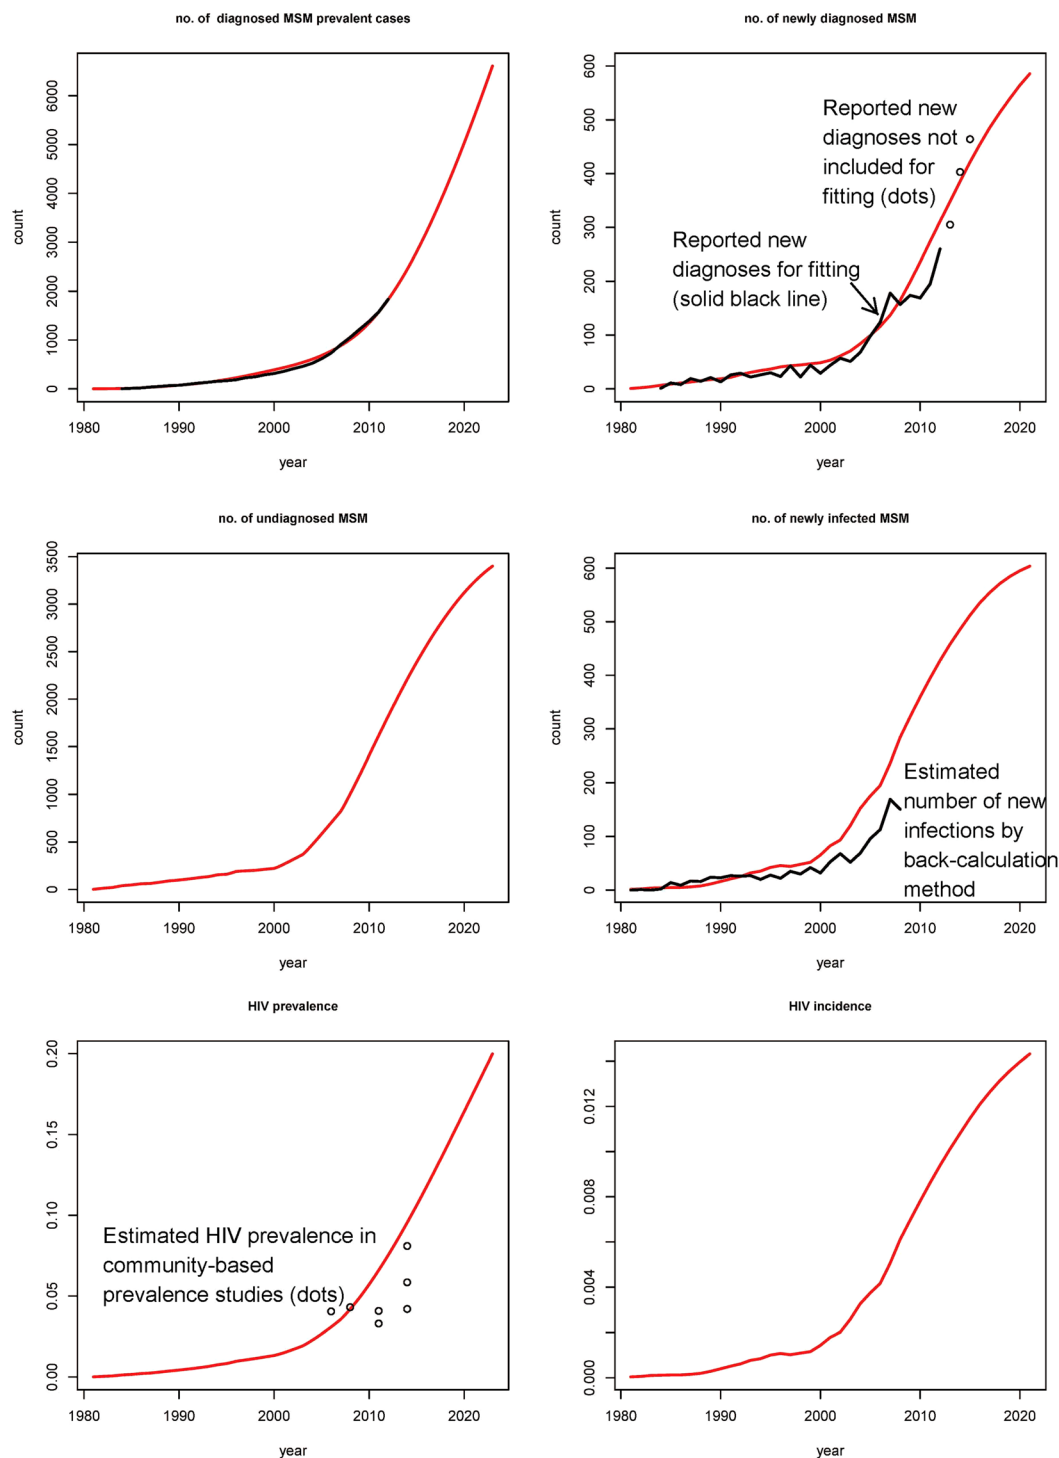 no. of diagnosed MSM prevalent cases
count
0
1000
2000
3000
4000
5000
6000
1980
1990
2000
2010
2020
year
no. of newly diagnosed MSM
count
0
100
200
300
400
500
600
Reported new
diagnoses not
included for
fitting (dots)
Reported new
diagnoses for fitting
(solid black line)
1980
1990
2000
2010
2020
year
no. of undiagnosed MSM
count
0
500
1000
1500
2000
2500
3000
3500
1980
1990
2000
2010
2020
year
no. of newly infected MSM
count
0
100
200
300
400
500
600
Estimated
number of new
infections by
back-calculation
method
1980
1990
2000
2010
2020
year
HIV prevalence
0.00
0.05
0.10
0.15
0.20
Estimated HIV prevalence in
community-based
prevalence studies (dots)
1980
1990
2000
2010
2020
year
HIV incidence
0.000
0.004
0.008
0.012
1980
1990
2000
2010
2020
year